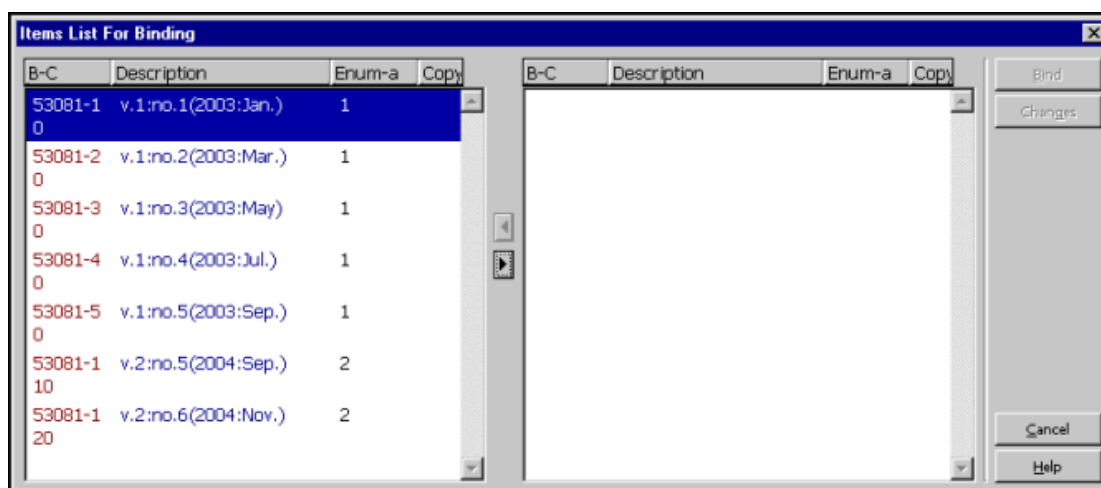 Items List For Binding
B-C Description Enum-a Copy B-C Description Enum-a Copy
Bind
Changes
53081-1 v.1:no.1(2003:Jan.) 1
0
53081-2 v.1:no.2(2003:Mar.) 1
0
53081-3 v.1:no.3(2003:May) 1
0
53081-4 v.1:no.4(2003:Jul.) 1
0
53081-5 v.1:no.5(2003:Sep.) 1
0
53081-1 v.2:no.5(2004:Sep.) 2
10
53081-1 v.2:no.6(2004:Nov.) 2
20
Cancel
Help